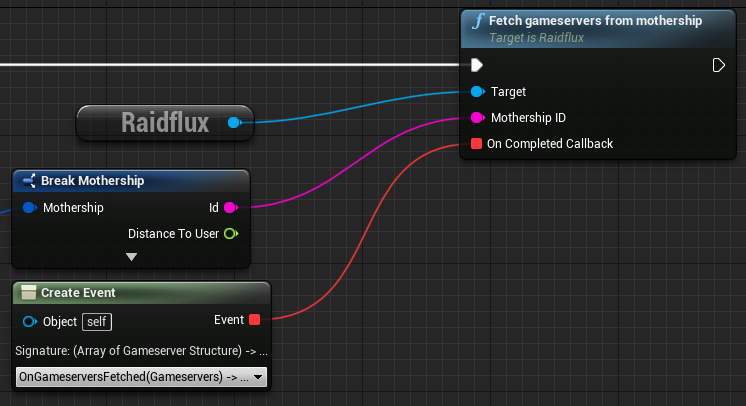 Fetch gameservers from mothership
Target is Raidflux
Target
Raidflux
Mothership ID
On Completed Callback
Break Mothership
Mothership
Id
Distance To User
Create Event
Object self
Event
Signature: (Array of Gameserver Structure) -> ...
OnGameserversFetched(Gameservers) -> ...